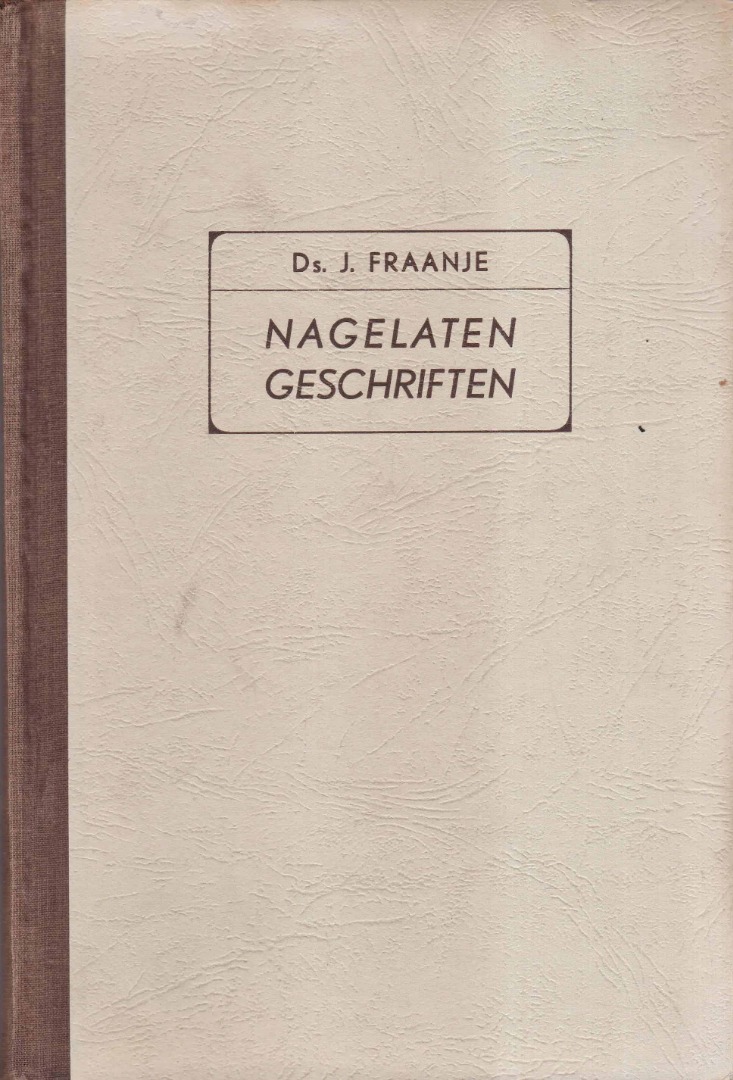 Ds. J. FRAANJE
NAGELATEN
GESCHRIFTEN